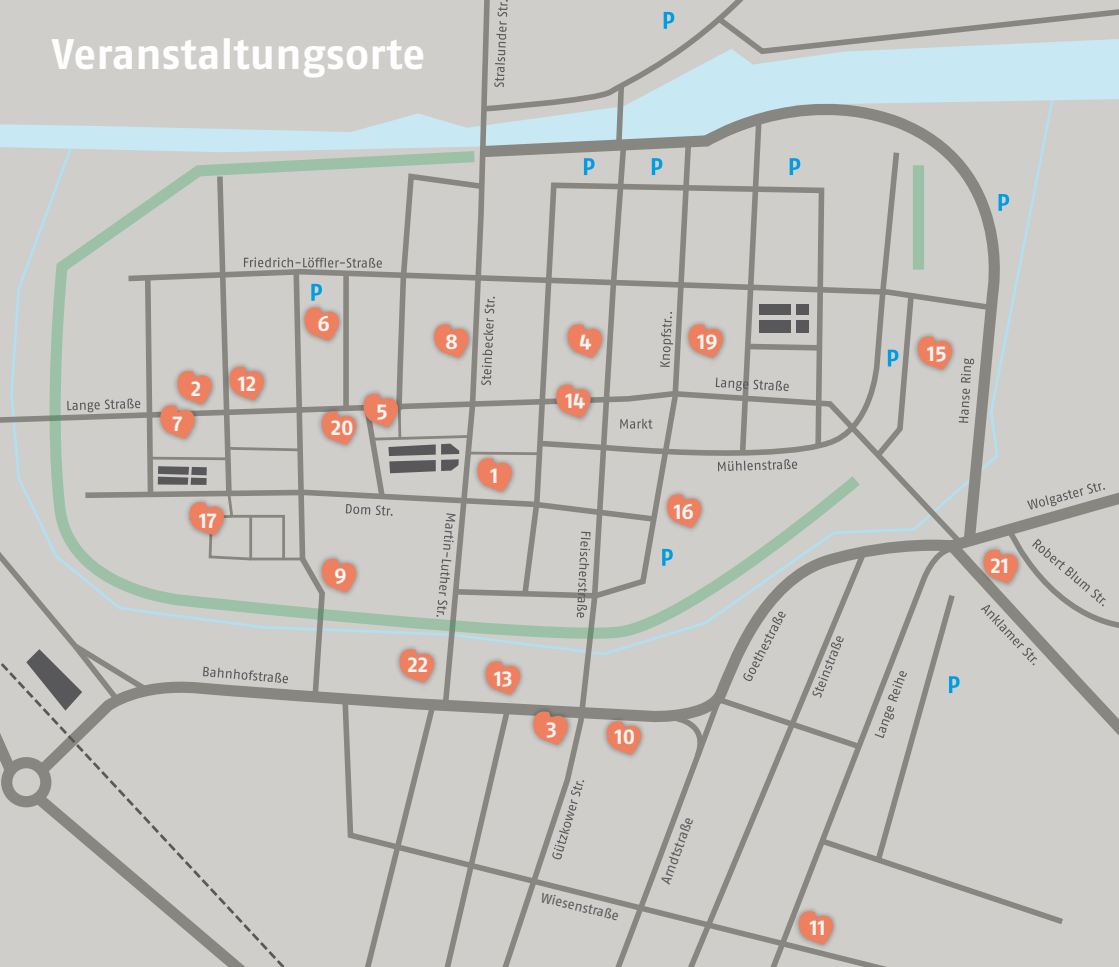 Stralsunder Str.
P
Veranstaltungsorte
P
P
P
P
Friedrich-Löffler-Straße
P
6
8
4
19
Steinbecker Str.
Knopfstr..
15
P
2
12
Lange Straße
Hanse Ring
Lange Straße
5
14
7
20
Markt
Mühlenstraße
1
Wolgaster Str.
Dom Str.
16
17
Martin-Luther Str.
Fleischerstraße
P
9
21
Robert Blum Str.
Anklamer Str.
Goethestraße
Steinstraße
22
13
Bahnhofstraße
P
Lange Reihe
3
10
Gützkower Str.
Arndtstraße
Wiesenstraße
11